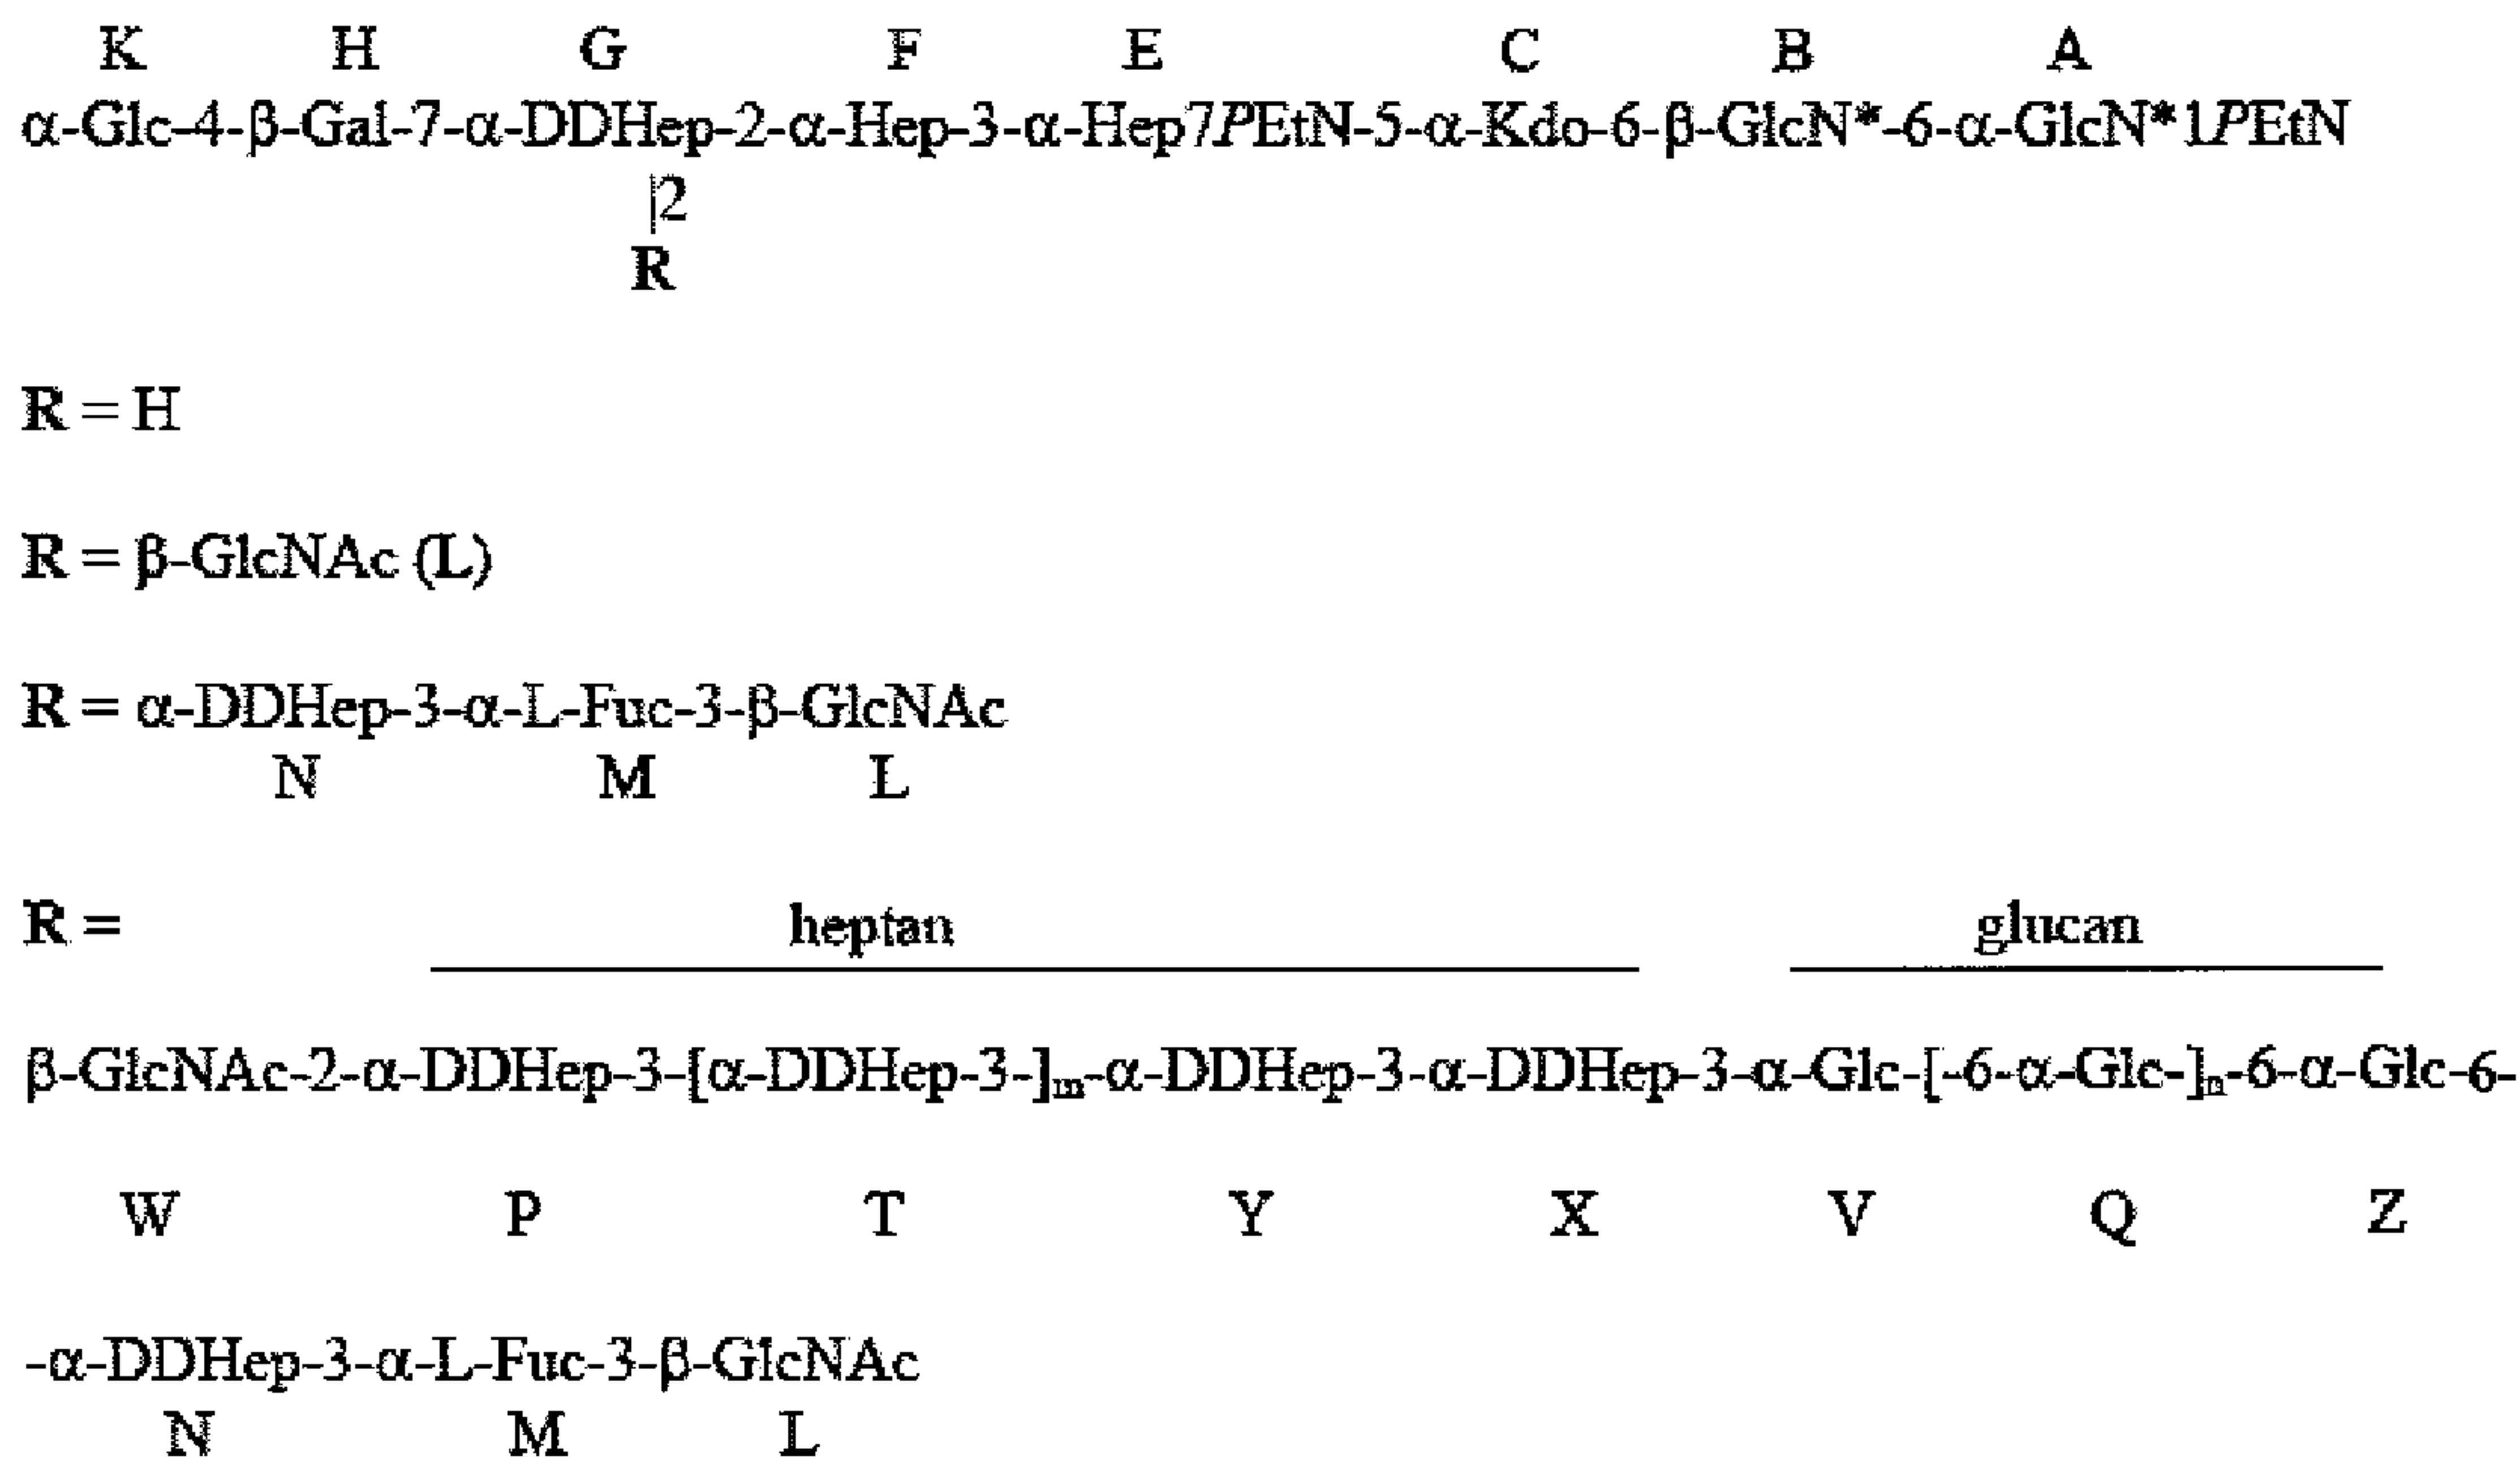 K H G F E C B A
α-Glc-4-β-Gal-7-α-DDHep-2-α-Hep-3-α-Hep7PEtN-5-α-Kdo-6-β-GlcN*-6-α-GlcN*1PEtN
|2
R
R = H
R = β-GlcNAc (L)
R = α-DDHep-3-α-L-Fuc-3-β-GlcNAc
N M L
R = heptan glucan
β-GlcNAc-2-α-DDHep-3-[α-DDHep-3-]m-α-DDHep-3-α-DDHep-3-α-Glc-[-6-α-Glc-]n-6-α-Glc-6-
W P T Y X V Q Z
-α-DDHep-3-α-L-Fuc-3-β-GlcNAc
N M L